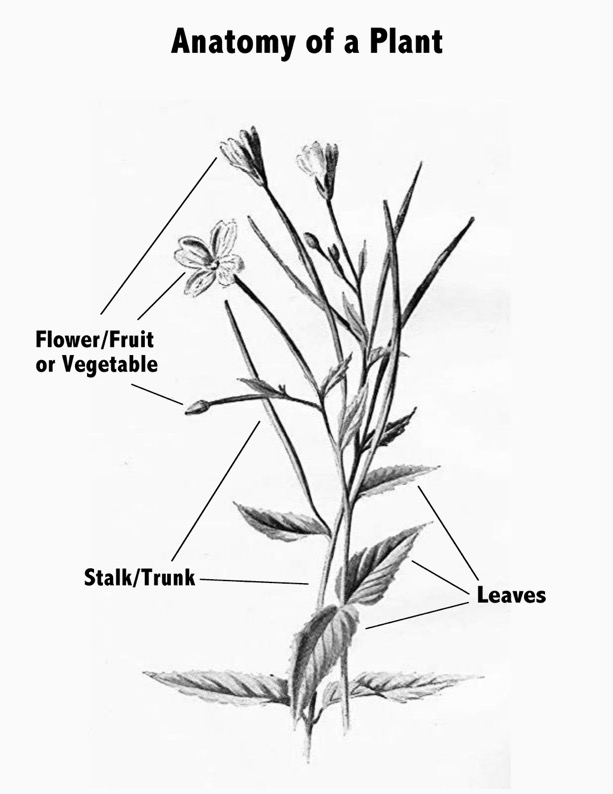 Anatomy of a Plant
Flower/Fruit
or Vegetable
Stalk/Trunk
Leaves